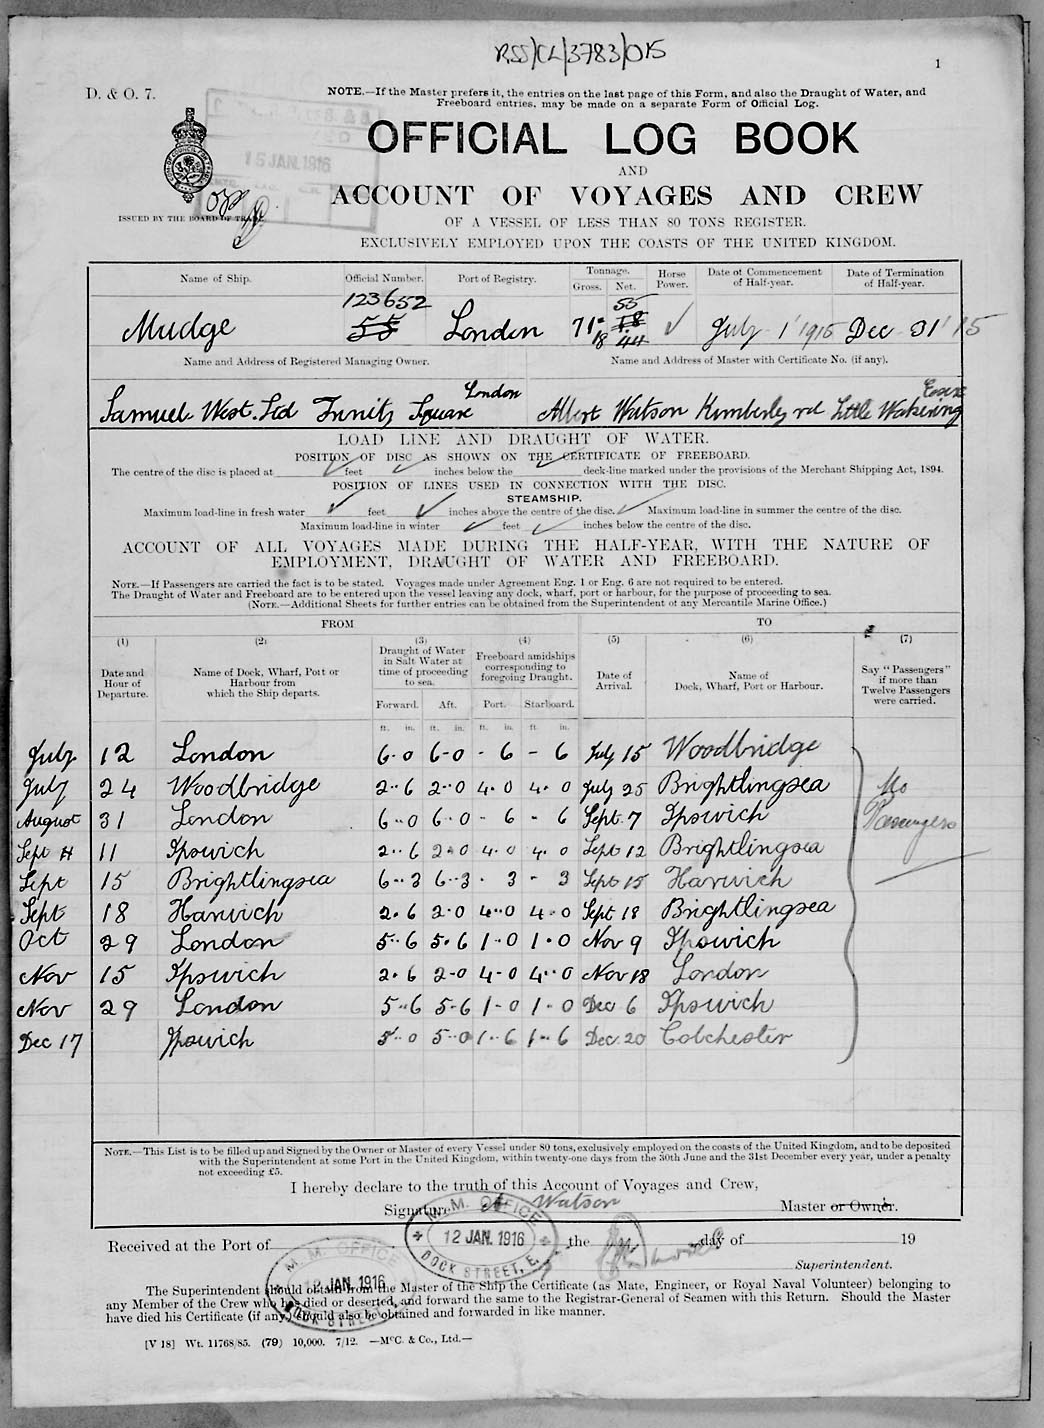 RSS/CL/3783/015
1
D. & O. 7.
NOTE.—If the Master prefers it, the entries on the last page of this Form, and also the Draught of Water, and
Freeboard entries, may be made on a separate Form of Official Log.
OFFICIAL LOG BOOK
15 JAN. 1916
AND
ACCOUNT OF VOYAGES AND CREW
ISSUED BY THE BOARD OF TRADE
OF A VESSEL OF LESS THAN 80 TONS REGISTER.
EXCLUSIVELY EMPLOYED UPON THE COASTS OF THE UNITED KINGDOM.
Name of Ship. Official Number. Port of Registry. Tonnage. Gross. Net. Horse Power. Date of Commencement of Half-year. Date of Termination of Half-year.
123652 55
Mudge 55 London 71 18 44 July 1 1915 Dec 31 15
Name and Address of Registered Managing Owner. Name and Address of Master with Certificate No. (if any).
London Essex
Samuel West. Ltd Trinity Square Albert Watson Kimberley rd Little Wakering
LOAD LINE AND DRAUGHT OF WATER.
POSITION OF DISC AS SHOWN ON THE CERTIFICATE OF FREEBOARD.
The centre of the disc is placed at feet inches below the deck-line marked under the provisions of the Merchant Shipping Act, 1894.
POSITION OF LINES USED IN CONNECTION WITH THE DISC.
STEAMSHIP.
Maximum load-line in fresh water feet inches above the centre of the disc. Maximum load-line in summer the centre of the disc.
Maximum load-line in winter feet inches below the centre of the disc.
ACCOUNT OF ALL VOYAGES MADE DURING THE HALF-YEAR, WITH THE NATURE OF
EMPLOYMENT, DRAUGHT OF WATER AND FREEBOARD.
NOTE.—If Passengers are carried the fact is to be stated. Voyages made under Agreement Eng. 1 or Eng. 6 are not required to be entered.
The Draught of Water and Freeboard are to be entered upon the vessel leaving any dock, wharf, port or harbour, for the purpose of proceeding to sea.
(NOTE.—Additional Sheets for further entries can be obtained from the Superintendent of any Mercantile Marine Office.)
FROM TO
(1) (2) (3) (4) (5) (6) (7)
Date and Hour of Departure. Name of Dock, Wharf, Port or Harbour from which the Ship departs. Draught of Water in Salt Water at time of proceeding to sea. Freeboard amidships corresponding to foregoing Draught. Date of Arrival. Name of Dock, Wharf, Port or Harbour. Say "Passengers" if more than Twelve Passengers were carried.
Forward. Aft. Port. Starboard.
ft. in. ft. in. ft. in. ft. in.
July 12 London 6-0 6-0 - 6 - 6 July 15 Woodbridge
July 24 Woodbridge 2-6 2-0 4.0 4.0 July 25 Brightlingsea No
August 31 London 6-0 6-0 - 6 - 6 Sept. 7 Ipswich Passengers
Sept 11 Ipswich 2-6 2-0 4-0 4.0 Sept 12 Brightlingsea
Sept 15 Brightlingsea 6-3 6-3 - 3 - 3 Sept 15 Harwich
Sept 18 Harwich 2.6 2-0 4-0 4-0 Sept. 18 Brightlingsea
Oct 29 London 5-6 5.6 1-0 1-0 Nov 9 Ipswich
Nov 15 Ipswich 2.6 2-0 4-0 4-0 Nov 18 London
Nov 29 London 5-6 5-6 1-0 1-0 Dec 6 Ipswich
Dec 17 Ipswich 5-0 5-0 1-6 1-6 Dec. 20 Colchester
NOTE.—This List is to be filled up and Signed by the Owner or Master of every Vessel under 80 tons, exclusively employed on the coasts of the United Kingdom, and to be deposited
with the Superintendent at some Port in the United Kingdom, within twenty-one days from the 30th June and the 31st December every year, under a penalty
not exceeding £5.
I hereby declare to the truth of this Account of Voyages and Crew,
Signature A Watson Master or Owner.
M.M. OFFICE 12 JAN. 1916 DOCK STREET, E.
Received at the Port of the day of 19
Superintendent.
M.M. OFFICE 12 JAN. 1916 DOCK STREET
The Superintendent should obtain from the Master of the Ship the Certificate (as Mate, Engineer, or Royal Naval Volunteer) belonging to
any Member of the Crew who has died or deserted, and forward the same to the Registrar-General of Seamen with this Return. Should the Master
have died his Certificate (if any) should also be obtained and forwarded in like manner.
[V 18] Wt. 11768/85. (79) 10,000. 7/12. —McC. & Co., Ltd.—